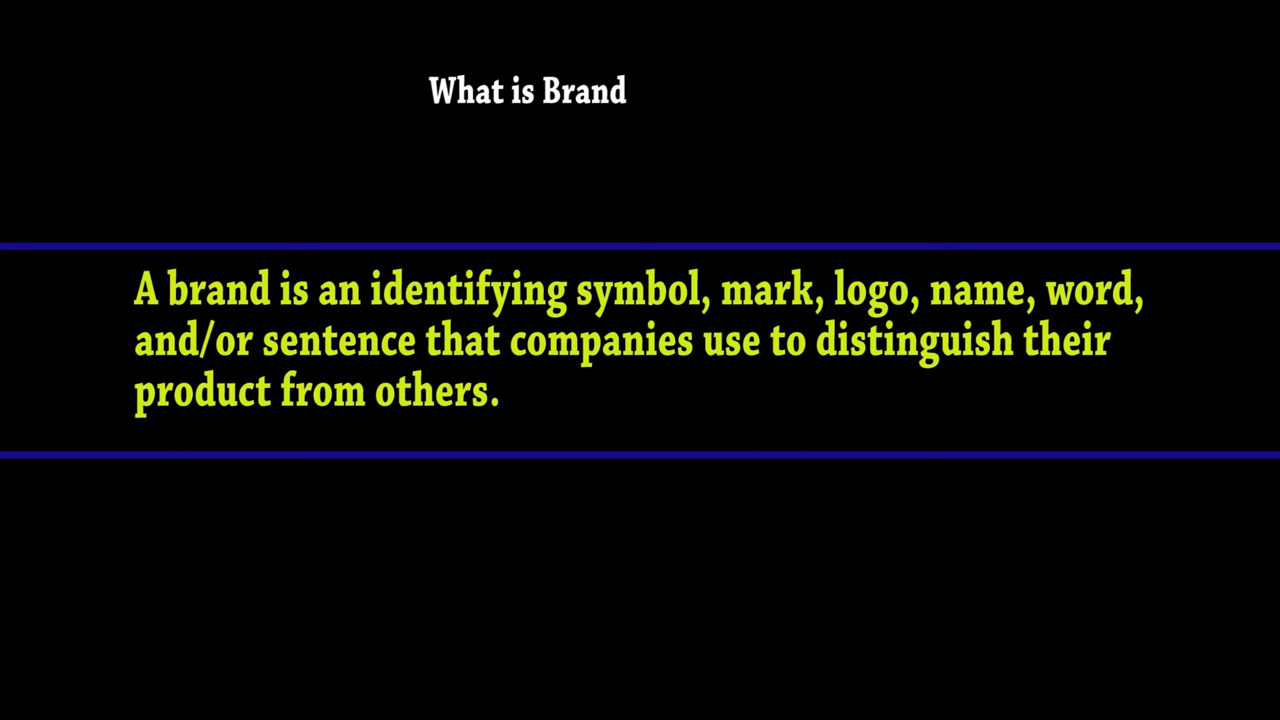 What is Brand
A brand is an identifying symbol, mark, logo, name, word,
and/or sentence that companies use to distinguish their
product from others.